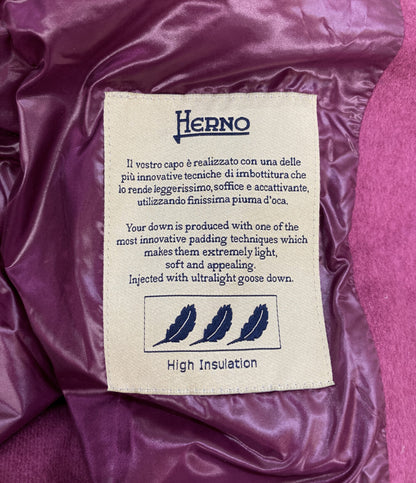 HERNO
Il vostro capo è realizzato con una delle
più innovative tecniche di imbottitura che
lo rende leggerissimo, soffice e accattivante,
utilizzando finissima piuma d'oca.
Your down is produced with one of the
most innovative padding techniques which
makes them extremely light,
soft and appealing.
Injected with ultralight goose down.
High Insulation